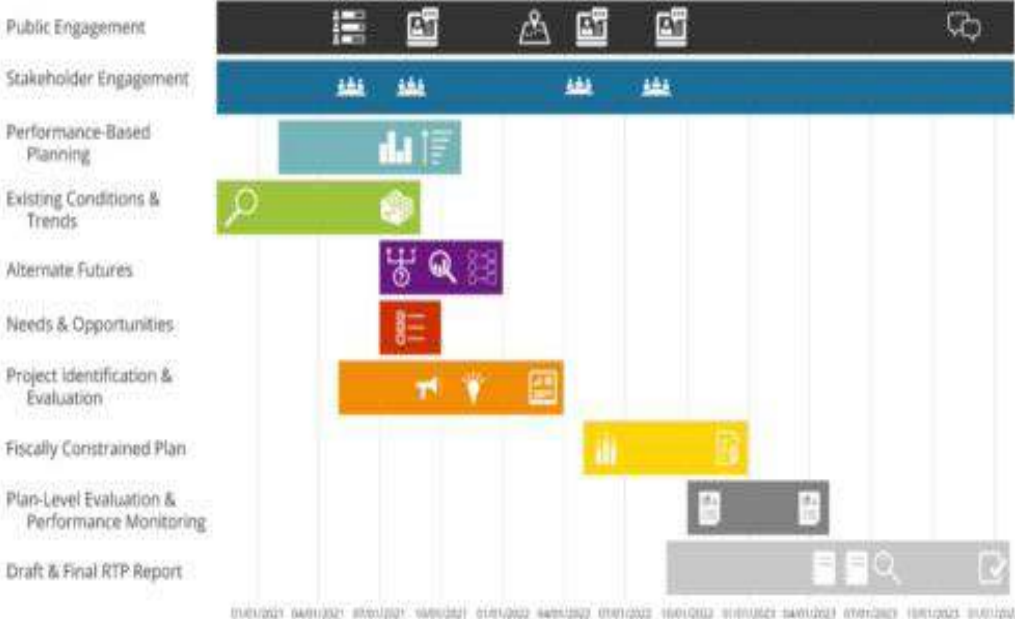 Public Engagement
Stakeholder Engagement
Performance-Based
Planning
Existing Conditions &
Trends
Alternate Futures
Needs & Opportunities
Project Identification &
Evaluation
Fiscally Constrained Plan
Plan-Level Evaluation &
Performance Monitoring
Draft & Final RTP Report
01/01/2021 04/01/2021 07/01/2021 10/01/2021 01/01/2022 04/01/2022 07/01/2022 10/01/2022 01/01/2023 04/01/2023 07/01/2023 10/01/2023